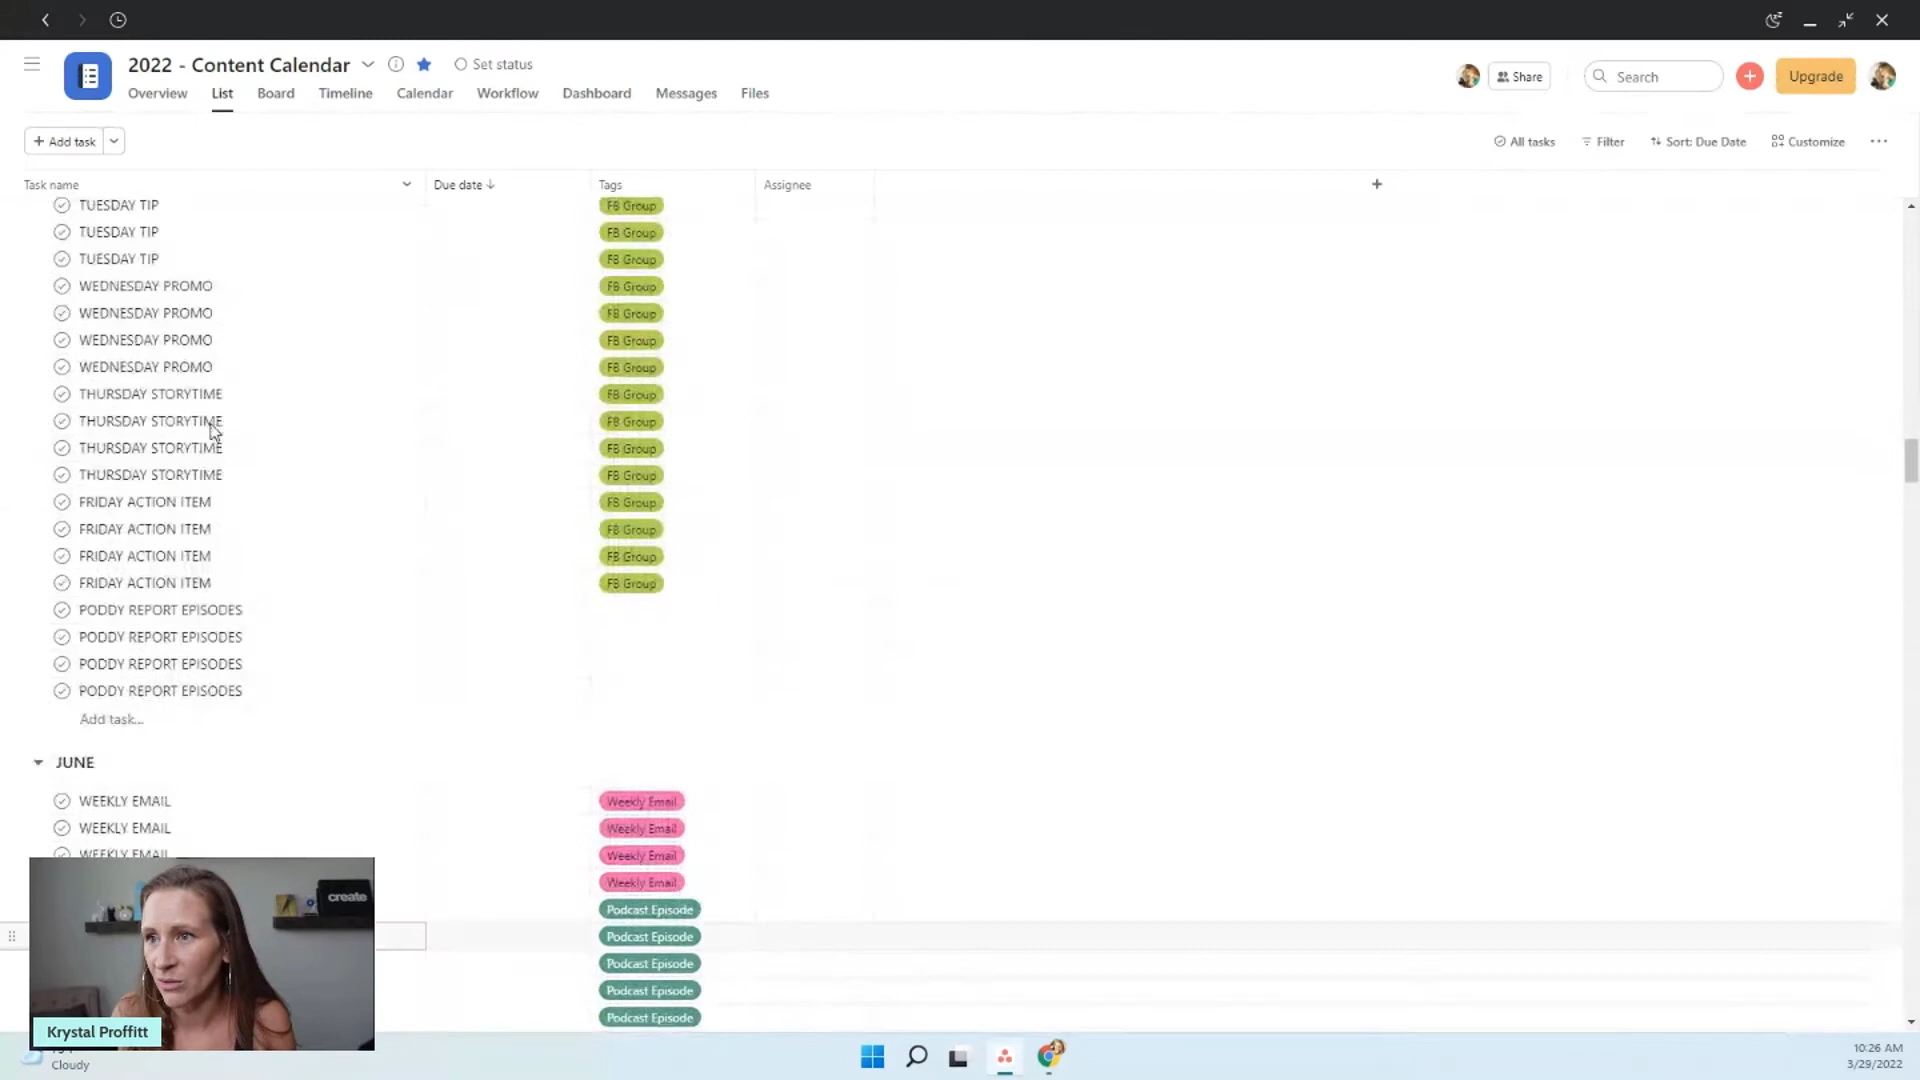 2022 - Content Calendar
Set status
Share
Search
Upgrade
Overview
List
Board
Timeline
Calendar
Workflow
Dashboard
Messages
Files
+ Add task
All tasks
Filter
Sort: Due Date
Customize
Task name
Due date
Tags
Assignee
TUESDAY TIP FB Group
TUESDAY TIP FB Group
TUESDAY TIP FB Group
WEDNESDAY PROMO FB Group
WEDNESDAY PROMO FB Group
WEDNESDAY PROMO FB Group
WEDNESDAY PROMO FB Group
THURSDAY STORYTIME FB Group
THURSDAY STORYTIME FB Group
THURSDAY STORYTIME FB Group
THURSDAY STORYTIME FB Group
FRIDAY ACTION ITEM FB Group
FRIDAY ACTION ITEM FB Group
FRIDAY ACTION ITEM FB Group
FRIDAY ACTION ITEM FB Group
PODDY REPORT EPISODES
PODDY REPORT EPISODES
PODDY REPORT EPISODES
PODDY REPORT EPISODES
Add task...
JUNE
WEEKLY EMAIL Weekly Email
WEEKLY EMAIL Weekly Email
WEEKLY EMAIL Weekly Email
Weekly Email
Podcast Episode
Podcast Episode
Podcast Episode
Podcast Episode
Podcast Episode
create
Krystal Proffitt
Cloudy
10:26 AM
3/29/2022